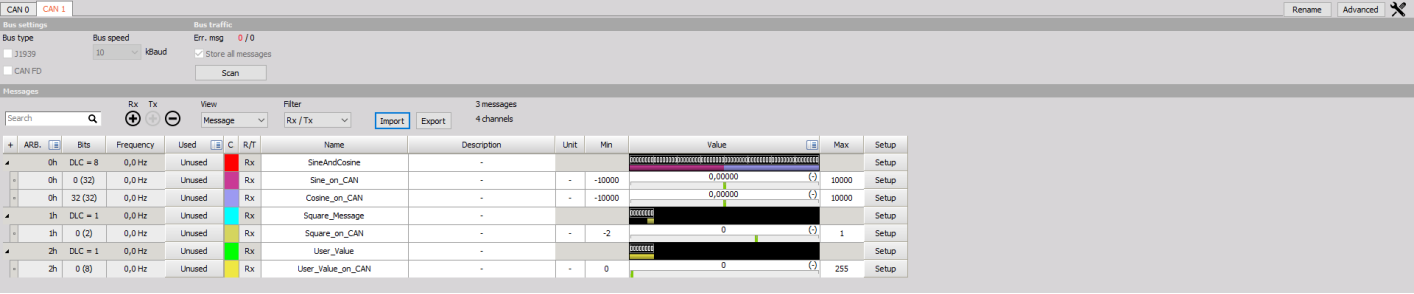 CAN 0 CAN 1 Rename Advanced
Bus settings Bus traffic
Bus type Bus speed Err. msg 0 / 0
J1939 10 kBaud Store all messages
CAN FD Scan
Messages
Rx Tx View Filter 3 messages
Search Message Rx / Tx Import Export 4 channels
+ ARB. Bits Frequency Used C R/T Name Description Unit Min Value Max Setup
0h DLC = 8 0,0 Hz Unused Rx SineAndCosine - Setup
0h 0 (32) 0,0 Hz Unused Rx Sine_on_CAN - - -10000 0,00000 (-) 10000 Setup
0h 32 (32) 0,0 Hz Unused Rx Cosine_on_CAN - - -10000 0,00000 (-) 10000 Setup
1h DLC = 1 0,0 Hz Unused Rx Square_Message - 00000000 Setup
1h 0 (2) 0,0 Hz Unused Rx Square_on_CAN - - -2 0 (-) 1 Setup
2h DLC = 1 0,0 Hz Unused Rx User_Value - 00000000 Setup
2h 0 (8) 0,0 Hz Unused Rx User_Value_on_CAN - - 0 0 (-) 255 Setup